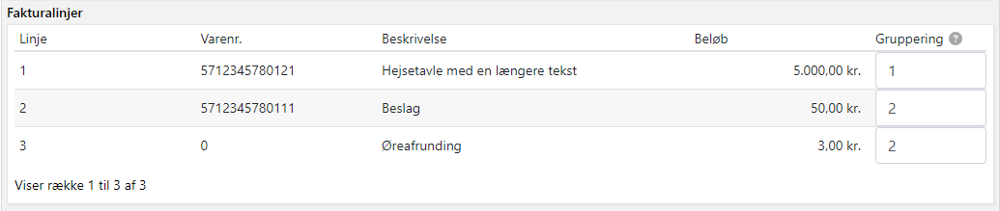 Fakturalinjer
Linje Varenr. Beskrivelse Beløb Gruppering ?
1 5712345780121 Hejsetavle med en længere tekst 5.000,00 kr. 1
2 5712345780111 Beslag 50,00 kr. 2
3 0 Øreafrunding 3,00 kr. 2
Viser række 1 til 3 af 3